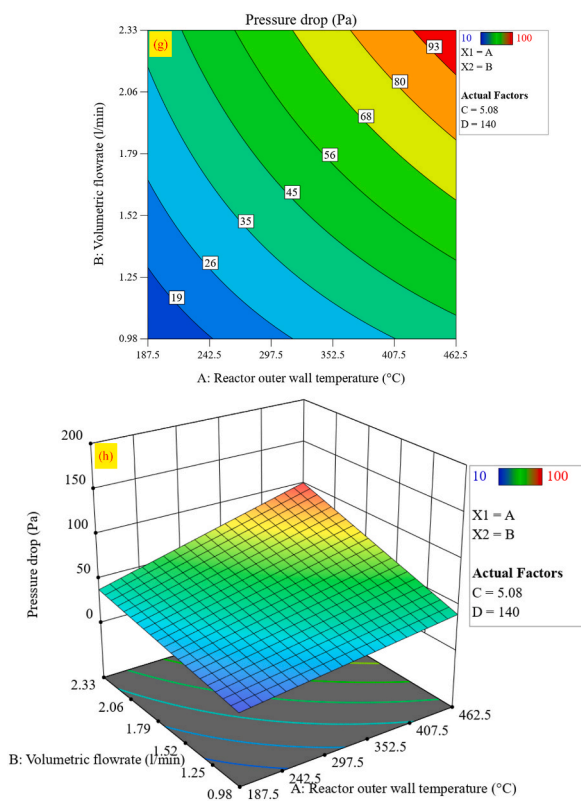 Pressure drop (Pa)
(g)
10 100
X1 = A
X2 = B
Actual Factors
C = 5.08
D = 140
B: Volumetric flowrate (l/min)
2.33
2.06
1.79
1.52
1.25
0.98
93
80
68
56
45
35
26
19
187.5 242.5 297.5 352.5 407.5 462.5
A: Reactor outer wall temperature (°C)
(h)
10 100
X1 = A
X2 = B
Actual Factors
C = 5.08
D = 140
Pressure drop (Pa)
200
150
100
50
0
2.33
2.06
1.79
1.52
1.25
0.98
B: Volumetric flowrate (l/min)
187.5
242.5
297.5
352.5
407.5
462.5
A: Reactor outer wall temperature (°C)